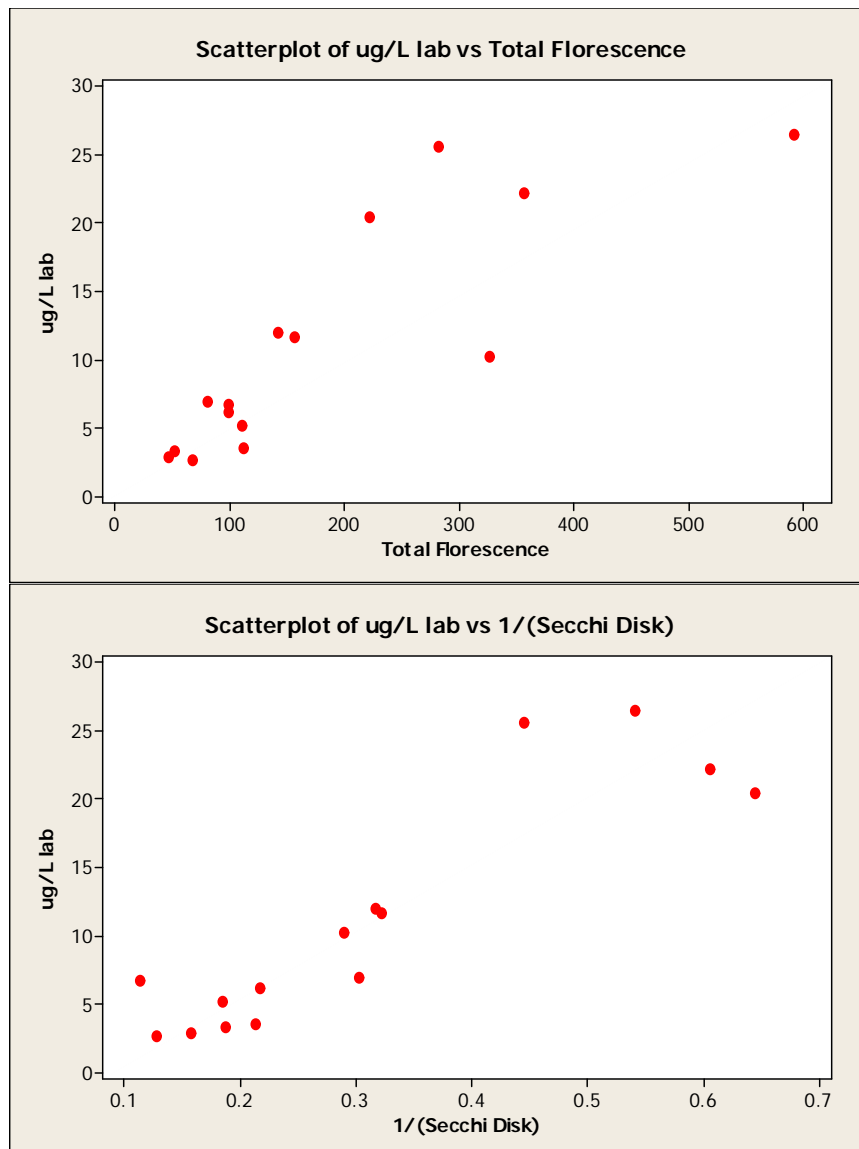 Scatterplot of ug/L lab vs Total Florescence
30
25
20
15
10
5
0
ug/L lab
0 100 200 300 400 500 600
Total Florescence
Scatterplot of ug/L lab vs 1/(Secchi Disk)
30
25
20
15
10
5
0
ug/L lab
0.1 0.2 0.3 0.4 0.5 0.6 0.7
1/(Secchi Disk)